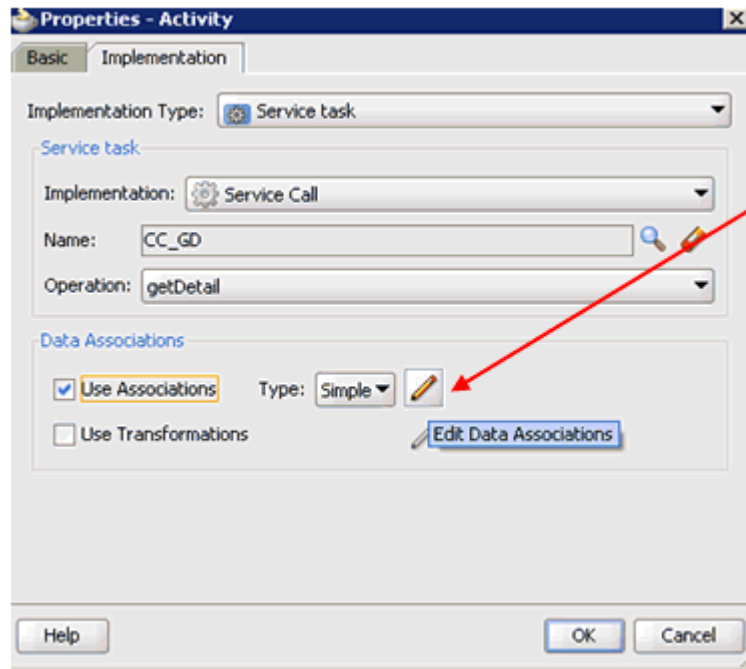 Properties - Activity
Basic Implementation
Implementation Type: Service task
Service task
Implementation: Service Call
Name: CC_GD
Operation: getDetail
Data Associations
Use Associations Type: Simple
Use Transformations Edit Data Associations
Help OK Cancel